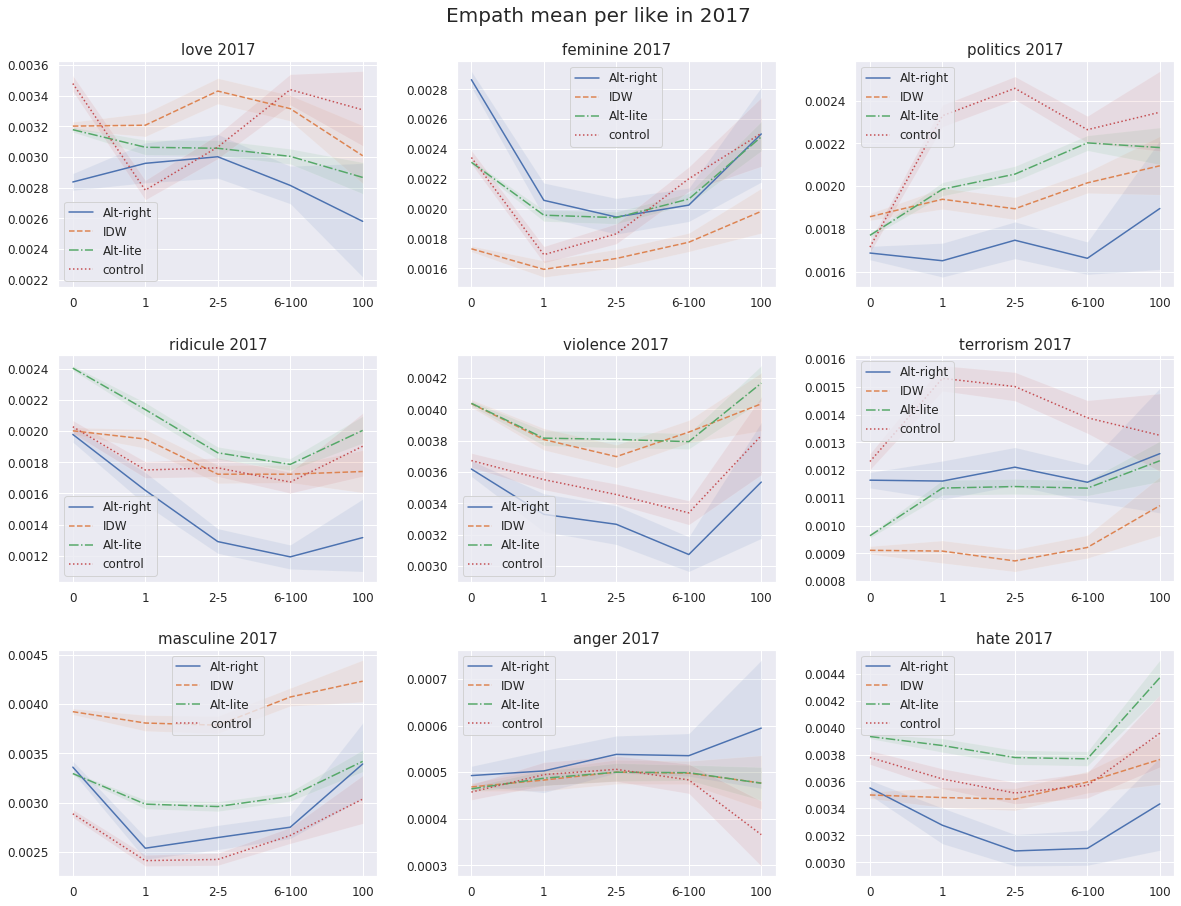 Empath mean per like in 2017
love 2017
0.0036
0.0034
0.0032
0.0030
0.0028
0.0026
0.0024
0.0022
Alt-right
IDW
Alt-lite
control
0 1 2-5 6-100 100
feminine 2017
0.0028
0.0026
0.0024
0.0022
0.0020
0.0018
0.0016
Alt-right
IDW
Alt-lite
control
0 1 2-5 6-100 100
politics 2017
0.0024
0.0022
0.0020
0.0018
0.0016
Alt-right
IDW
Alt-lite
control
0 1 2-5 6-100 100
ridicule 2017
0.0024
0.0022
0.0020
0.0018
0.0016
0.0014
0.0012
Alt-right
IDW
Alt-lite
control
0 1 2-5 6-100 100
violence 2017
0.0042
0.0040
0.0038
0.0036
0.0034
0.0032
0.0030
Alt-right
IDW
Alt-lite
control
0 1 2-5 6-100 100
terrorism 2017
0.0016
0.0015
0.0014
0.0013
0.0012
0.0011
0.0010
0.0009
0.0008
Alt-right
IDW
Alt-lite
control
0 1 2-5 6-100 100
masculine 2017
0.0045
0.0040
0.0035
0.0030
0.0025
Alt-right
IDW
Alt-lite
control
0 1 2-5 6-100 100
anger 2017
0.0007
0.0006
0.0005
0.0004
0.0003
Alt-right
IDW
Alt-lite
control
0 1 2-5 6-100 100
hate 2017
0.0044
0.0042
0.0040
0.0038
0.0036
0.0034
0.0032
0.0030
Alt-right
IDW
Alt-lite
control
0 1 2-5 6-100 100